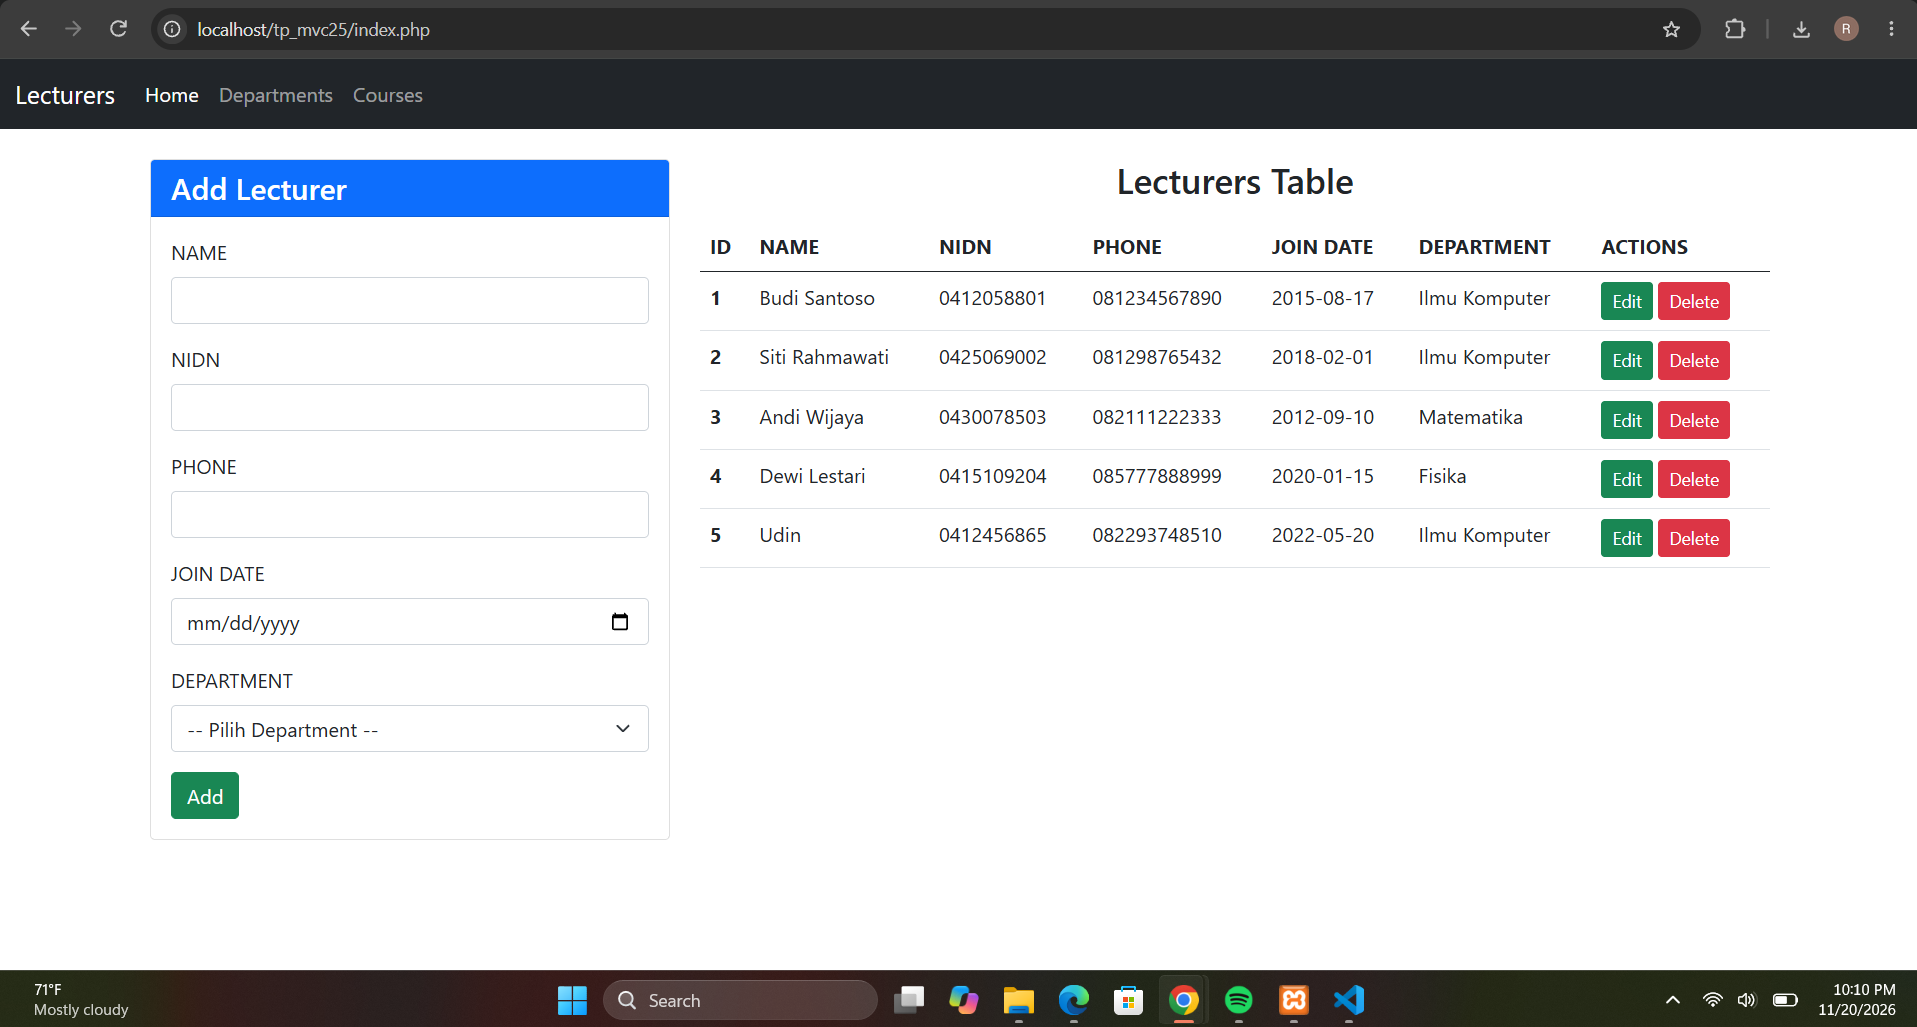 localhost/tp_mvc25/index.php
R
Lecturers Home Departments Courses
Add Lecturer
NAME
NIDN
PHONE
JOIN DATE
mm/dd/yyyy
DEPARTMENT
-- Pilih Department --
Add
Lecturers Table
ID NAME NIDN PHONE JOIN DATE DEPARTMENT ACTIONS
1 Budi Santoso 0412058801 081234567890 2015-08-17 Ilmu Komputer Edit Delete
2 Siti Rahmawati 0425069002 081298765432 2018-02-01 Ilmu Komputer Edit Delete
3 Andi Wijaya 0430078503 082111222333 2012-09-10 Matematika Edit Delete
4 Dewi Lestari 0415109204 085777888999 2020-01-15 Fisika Edit Delete
5 Udin 0412456865 082293748510 2022-05-20 Ilmu Komputer Edit Delete
71°F
Mostly cloudy
Search
10:10 PM
11/20/2026